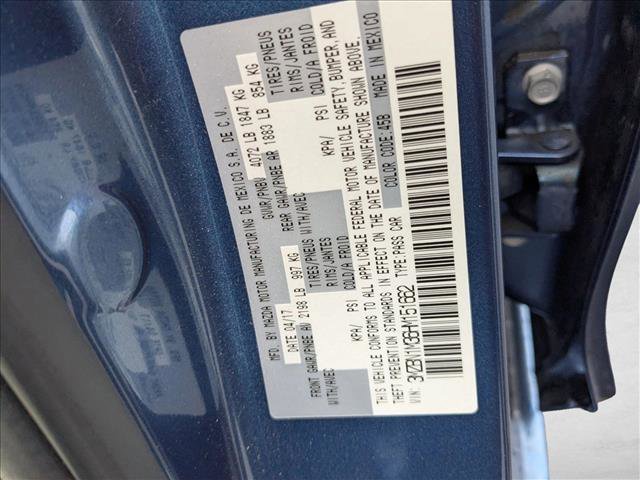 MFD. BY MAZDA MOTOR MANUFACTURING DE MEXICO S.A. DE C.V.
DATE 04/17 GVWR/PNBV 4072 LB 1847 KG
FRONT GAWR/PNBE AV 2198 LB 997 KG REAR GAWR/PNBE AR 1883 LB 854 KG
WITH/AVEC TIRES/PNEUS WITH/AVEC TIRES/PNEUS
RIMS/JANTES RIMS/JANTES
KPA/ PSI COLD/A FROID KPA/ PSI COLD/A FROID
THIS VEHICLE CONFORMS TO ALL APPLICABLE FEDERAL MOTOR VEHICLE SAFETY, BUMPER, AND
THEFT PREVENTION STANDARDS IN EFFECT ON THE DATE OF MANUFACTURE SHOWN ABOVE.
VIN: 3MZBN1M36HM151662 TYPE: PASS CAR COLOR CODE: 45B MADE IN MEXICO